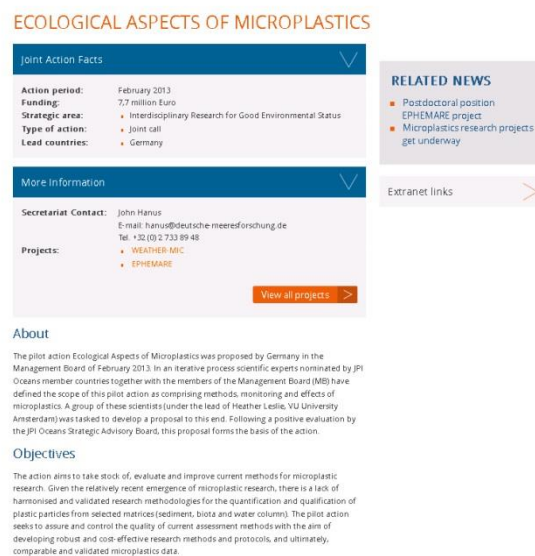 ECOLOGICAL ASPECTS OF MICROPLASTICS
Joint Action Facts
Action period: February 2013
Funding: 7,7 million Euro
Strategic area: Interdisciplinary Research for Good Environmental Status
Type of action: Joint call
Lead countries: Germany
More Information
Secretariat Contact: John Hanus
E-mail: hanus@deutsche-meeresforschung.de
Tel. +32 (0) 2 733 89 48
Projects: WEATHER-MIC
EPHEMARE
View all projects
About
The pilot action Ecological Aspects of Microplastics was proposed by Germany in the
Management Board of February 2013. In an iterative process scientific experts nominated by JPI
Oceans member countries together with the members of the Management Board (MB) have
defined the scope of this pilot action as comprising methods, monitoring and effects of
microplastics. A group of these scientists (under the lead of Heather Leslie, VU University
Amsterdam) was tasked to develop a proposal to this end. Following a positive evaluation by
the JPI Oceans Strategic Advisory Board, this proposal forms the basis of the action.
Objectives
The action aims to take stock of, evaluate and improve current methods for microplastic
research. Given the relatively recent emergence of microplastic research, there is a lack of
harmonised and validated research methodologies for the quantification and qualification of
plastic particles from selected matrices (sediment, biota and water column). The pilot action
seeks to assure and control the quality of current assessment methods with the aim of
developing robust and cost-effective research methods and protocols, and ultimately,
comparable and validated microplastics data.
RELATED NEWS
Postdoctoral position
EPHEMARE project
Microplastics research projects
get underway
Extranet links